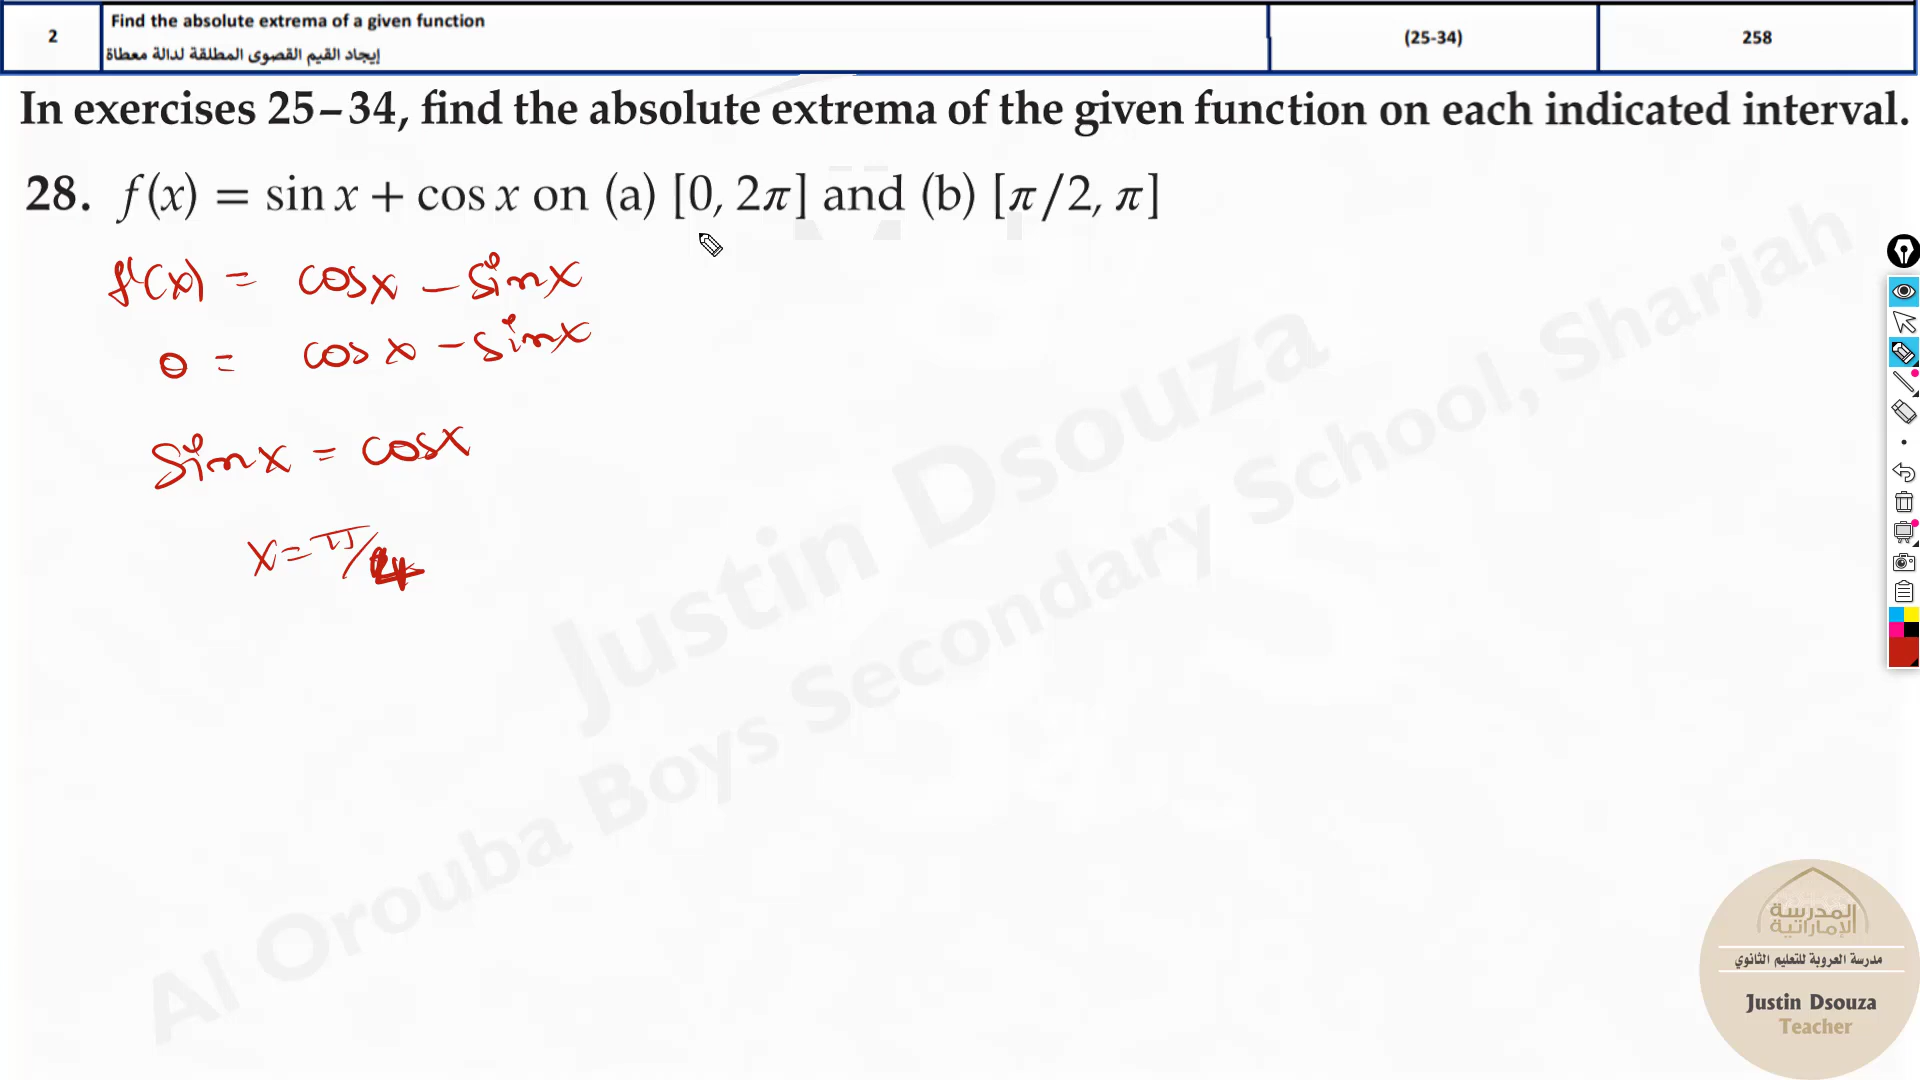 2 Find the absolute extrema of a given function (25-34) 258
إيجاد القيم القصوى المطلقة لدالة معطاة
In exercises 25–34, find the absolute extrema of the given function on each indicated interval.
28. f(x) = sin x + cos x on (a) [0, 2π] and (b) [π/2, π]
f'(x) = cosx - sinx
0 = cosx - sinx
sinx = cosx
x = π/4
Justin Dsouza
Al Orouba Boys Secondary School, Sharjah
المدرسة
الإماراتية
مدرسة العروبة للتعليم الثانوي
Justin Dsouza
Teacher